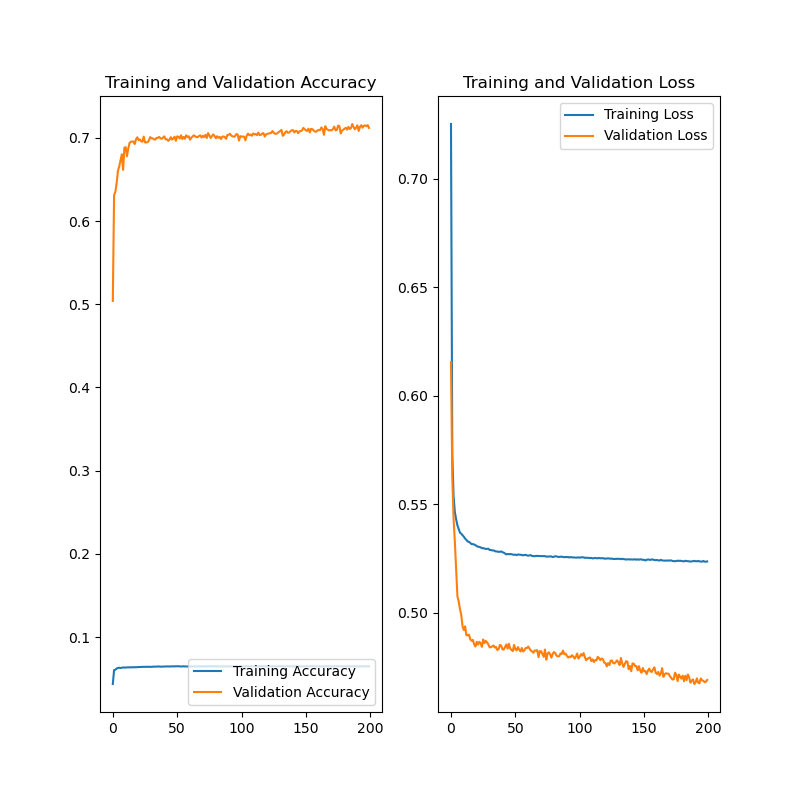 Training and Validation Accuracy
0.7
0.6
0.5
0.4
0.3
0.2
0.1
0 50 100 150 200
Training Accuracy
Validation Accuracy
Training and Validation Loss
Training Loss
Validation Loss
0.70
0.65
0.60
0.55
0.50
0 50 100 150 200